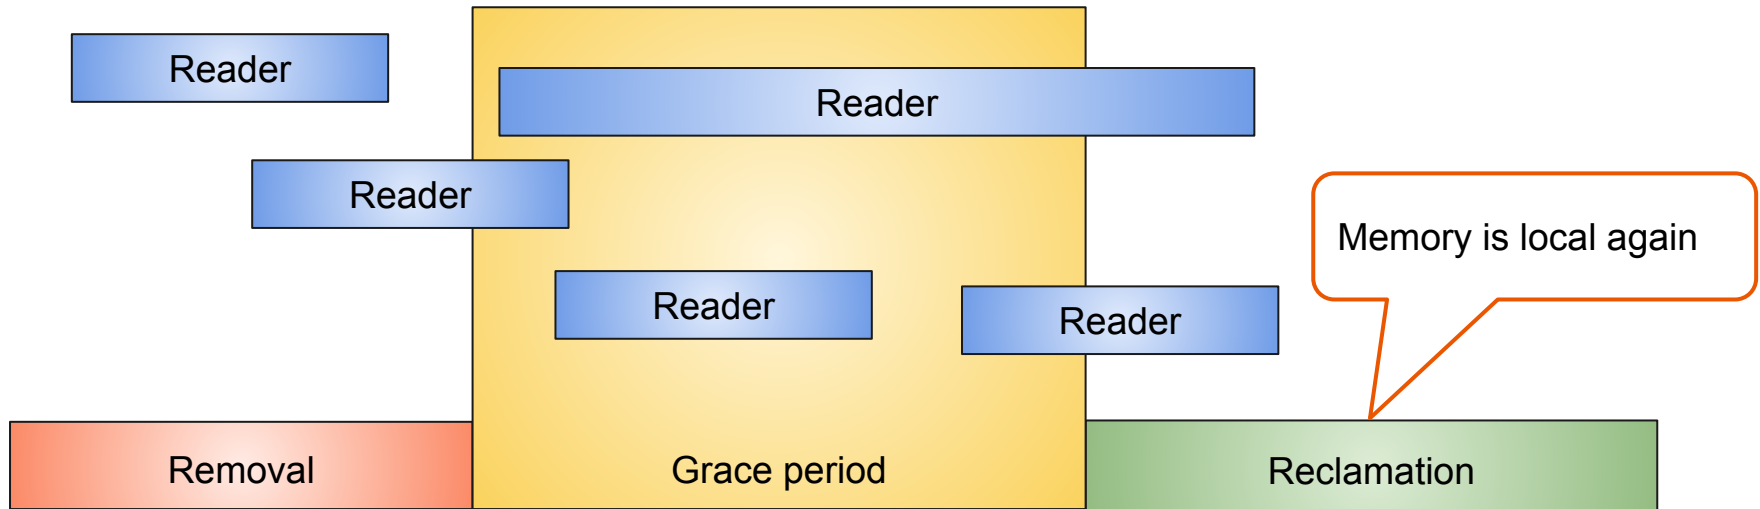 Reader
Reader
Reader
Memory is local again
Reader
Reader
Removal
Grace period
Reclamation